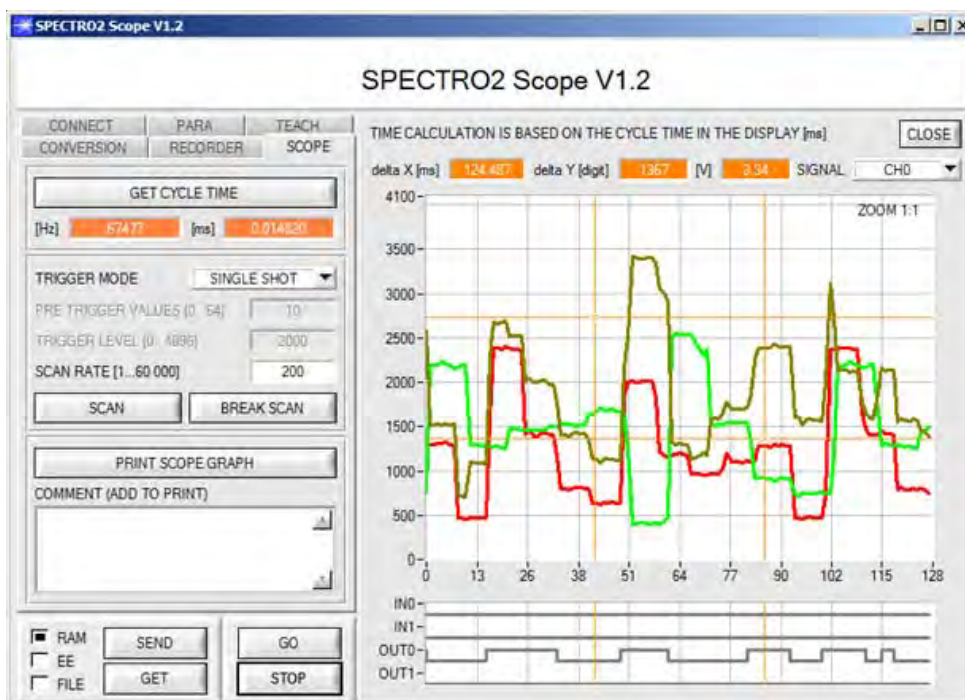 SPECTRO2 Scope V1.2
SPECTRO2 Scope V1.2
CONNECT PARA TEACH
CONVERSION RECORDER SCOPE
GET CYCLE TIME
[Hz] 67477 [ms] 0.014820
TRIGGER MODE SINGLE SHOT
PRE TRIGGER VALUES (0..64) 10
TRIGGER LEVEL (0...4096) 2000
SCAN RATE [1...60 000] 200
SCAN BREAK SCAN
PRINT SCOPE GRAPH
COMMENT (ADD TO PRINT)
RAM
EE
FILE
SEND GO
GET STOP
TIME CALCULATION IS BASED ON THE CYCLE TIME IN THE DISPLAY [ms] CLOSE
delta X [ms] 124.487 delta Y [digit] 1367 [V] 3.34 SIGNAL CH0
ZOOM 1:1
4100
3500
3000
2500
2000
1500
1000
500
0
0 13 26 38 51 64 77 90 102 115 128
IN0
IN1
OUT0
OUT1